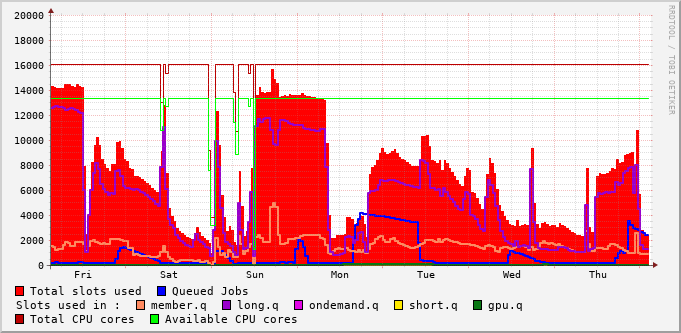 RRDTOOL / TOBI OETIKER
20000
18000
16000
14000
12000
10000
8000
6000
4000
2000
0
Fri Sat Sun Mon Tue Wed Thu
Total slots used Queued Jobs
Slots used in : member.q long.q ondemand.q short.q gpu.q
Total CPU cores Available CPU cores